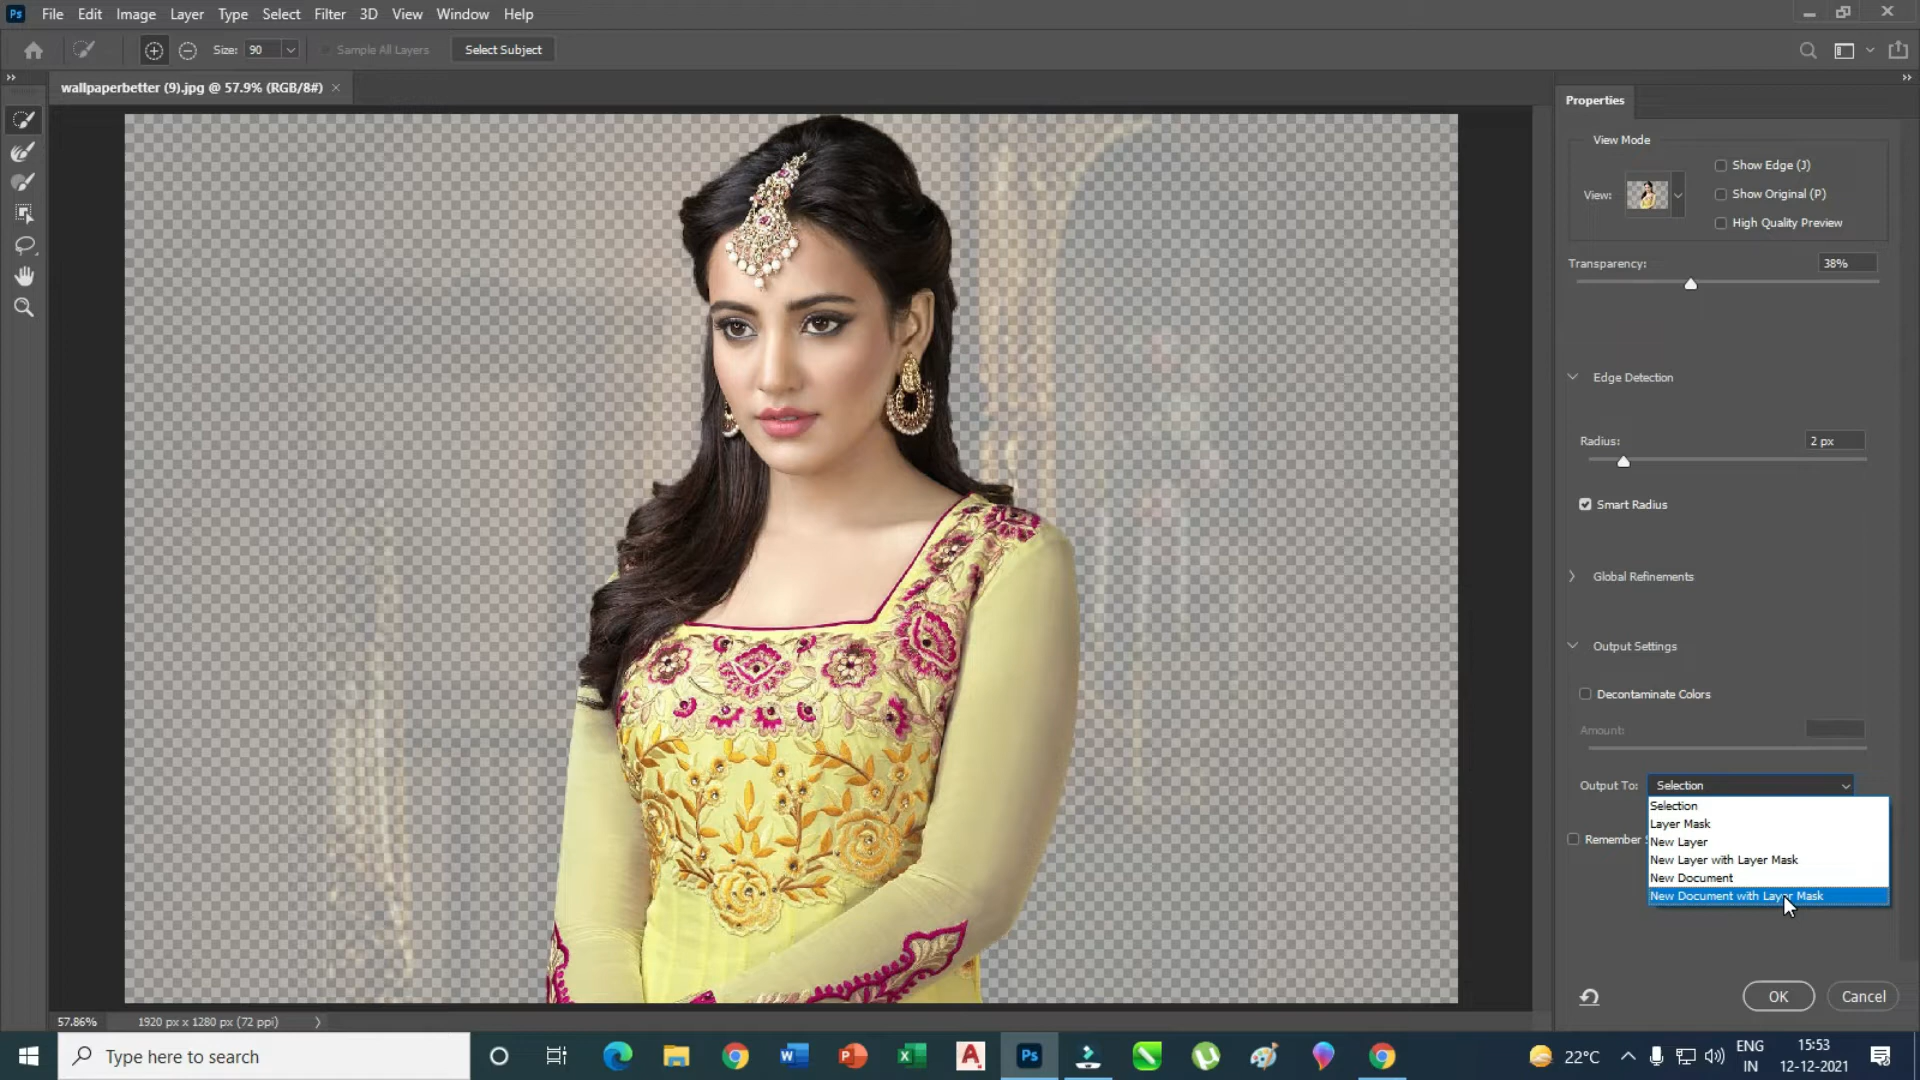 Ps File Edit Image Layer Type Select Filter 3D View Window Help
Size: 90 Sample All Layers Select Subject
wallpaperbetter (9).jpg @ 57.9% (RGB/8#) ×
Properties
View Mode
Show Edge (J)
View: Show Original (P)
High Quality Preview
Transparency: 38%
Edge Detection
Radius: 2 px
Smart Radius
Global Refinements
Output Settings
Decontaminate Colors
Amount:
Output To: Selection
Selection
Layer Mask
Remember
New Layer
New Layer with Layer Mask
New Document
New Document with Layer Mask
OK Cancel
57.86% 1920 px x 1280 px (72 ppi)
Type here to search
Ps
22°C
ENG
IN
15:53
12-12-2021